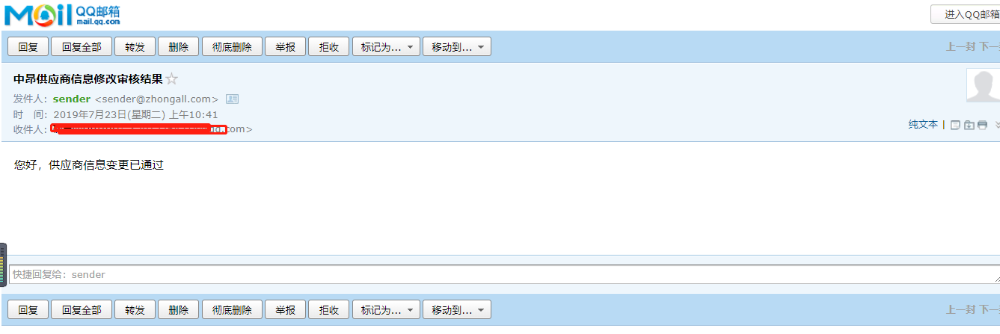 Mail QQ邮箱
mail.qq.com
进入QQ邮箱
回复 回复全部 转发 删除 彻底删除 举报 拒收 标记为... 移动到... 上一封 下一
中昂供应商信息修改审核结果
发件人: sender <sender@zhongall.com>
时 间: 2019年7月23日(星期二) 上午10:41
收件人: .com>
纯文本 |
您好，供应商信息变更已通过
快捷回复给: sender
回复 回复全部 转发 删除 彻底删除 举报 拒收 标记为... 移动到... 上一封 下一